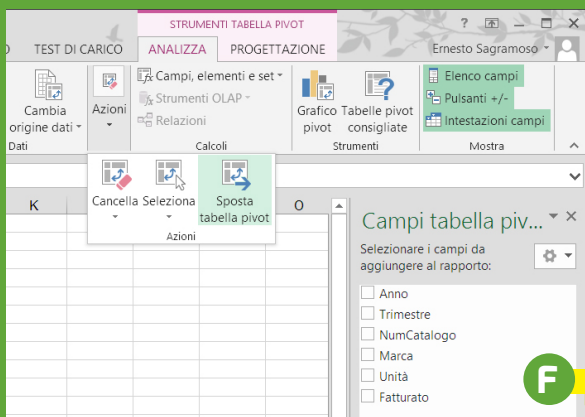 STRUMENTI TABELLA PIVOT
?
O TEST DI CARICO ANALIZZA PROGETTAZIONE Ernesto Sagramoso
Cambia
origine dati
Dati
Azioni
fx Campi, elementi e set
fx Strumenti OLAP
Relazioni
Calcoli
Grafico
pivot
Tabelle pivot
consigliate
Strumenti
Elenco campi
Pulsanti +/-
Intestazioni campi
Mostra
Cancella
Seleziona
Sposta
tabella pivot
Azioni
K O
Campi tabella piv...
Selezionare i campi da
aggiungere al rapporto:
Anno
Trimestre
NumCatalogo
Marca
Unità
Fatturato
F